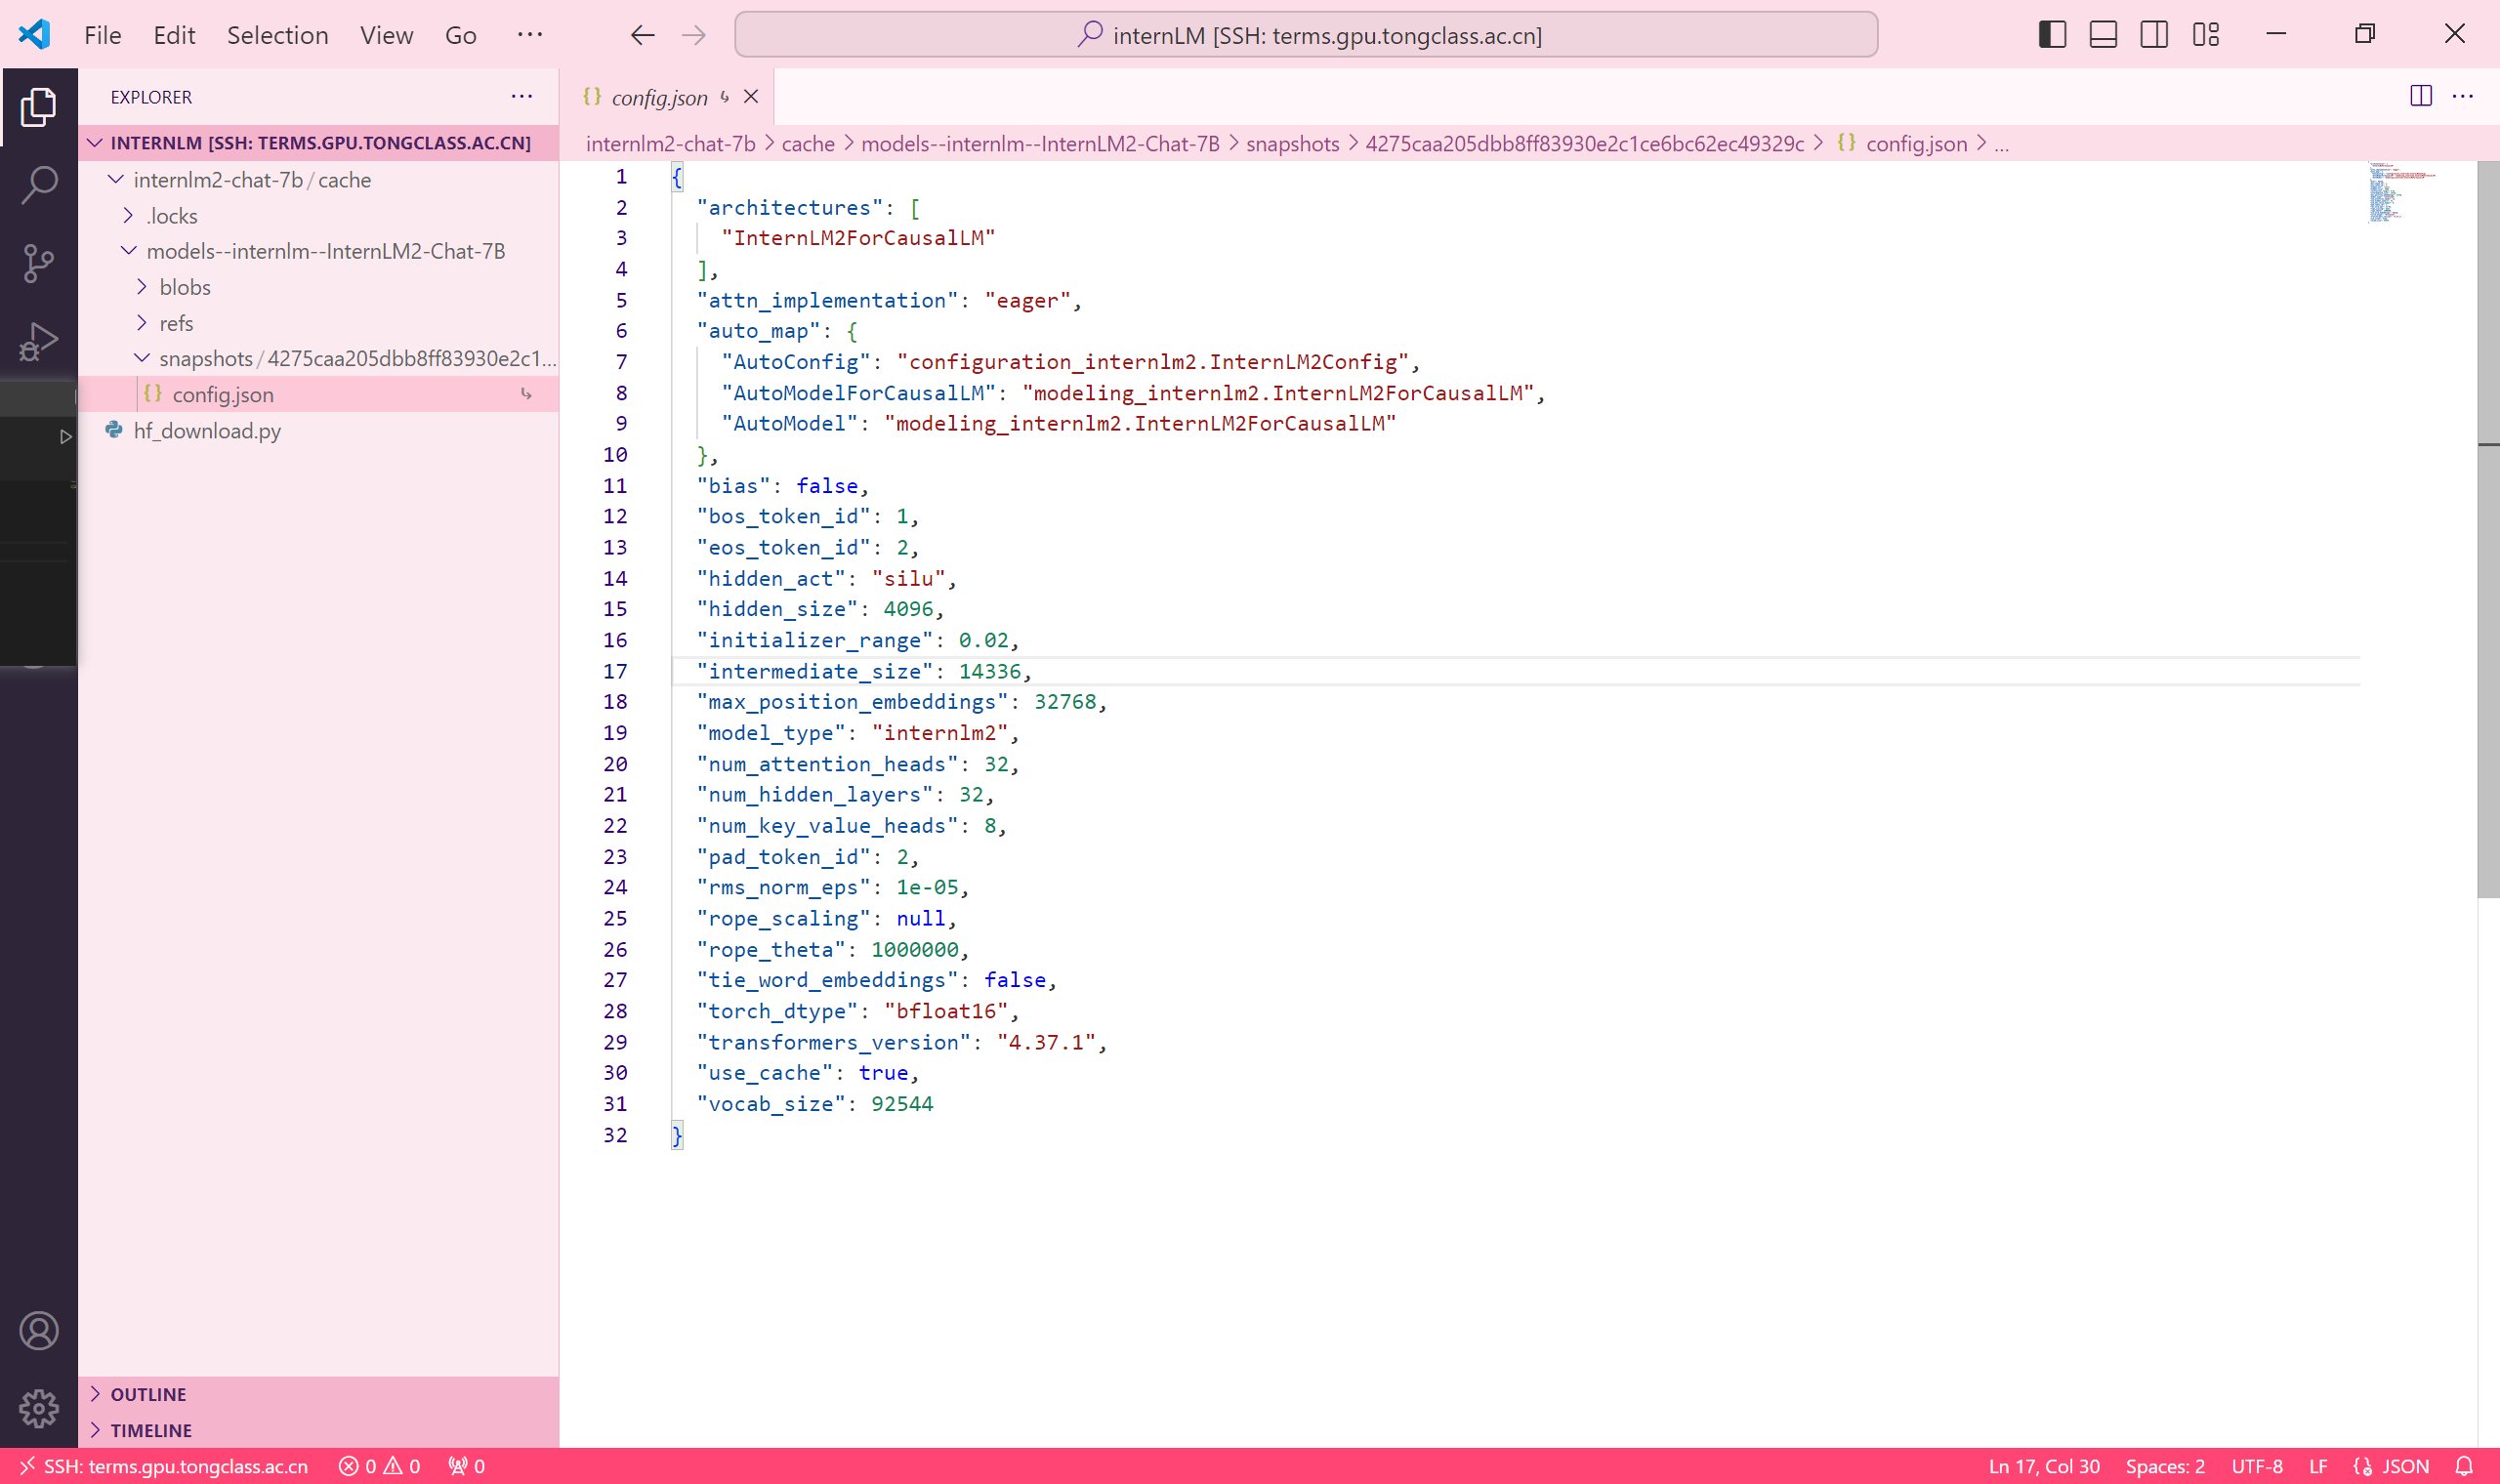 File Edit Selection View Go ···
internLM [SSH: terms.gpu.tongclass.ac.cn]
EXPLORER
INTERNLM [SSH: TERMS.GPU.TONGCLASS.AC.CN]
internlm2-chat-7b / cache
.locks
models--internlm--InternLM2-Chat-7B
blobs
refs
snapshots / 4275caa205dbb8ff83930e2c1...
{} config.json
hf_download.py
OUTLINE
TIMELINE
{} config.json
internlm2-chat-7b > cache > models--internlm--InternLM2-Chat-7B > snapshots > 4275caa205dbb8ff83930e2c1ce6bc62ec49329c > {} config.json > ...
1 {
2 "architectures": [
3 "InternLM2ForCausalLM"
4 ],
5 "attn_implementation": "eager",
6 "auto_map": {
7 "AutoConfig": "configuration_internlm2.InternLM2Config",
8 "AutoModelForCausalLM": "modeling_internlm2.InternLM2ForCausalLM",
9 "AutoModel": "modeling_internlm2.InternLM2ForCausalLM"
10 },
11 "bias": false,
12 "bos_token_id": 1,
13 "eos_token_id": 2,
14 "hidden_act": "silu",
15 "hidden_size": 4096,
16 "initializer_range": 0.02,
17 "intermediate_size": 14336,
18 "max_position_embeddings": 32768,
19 "model_type": "internlm2",
20 "num_attention_heads": 32,
21 "num_hidden_layers": 32,
22 "num_key_value_heads": 8,
23 "pad_token_id": 2,
24 "rms_norm_eps": 1e-05,
25 "rope_scaling": null,
26 "rope_theta": 1000000,
27 "tie_word_embeddings": false,
28 "torch_dtype": "bfloat16",
29 "transformers_version": "4.37.1",
30 "use_cache": true,
31 "vocab_size": 92544
32 }
SSH: terms.gpu.tongclass.ac.cn 0 0 0 Ln 17, Col 30 Spaces: 2 UTF-8 LF JSON